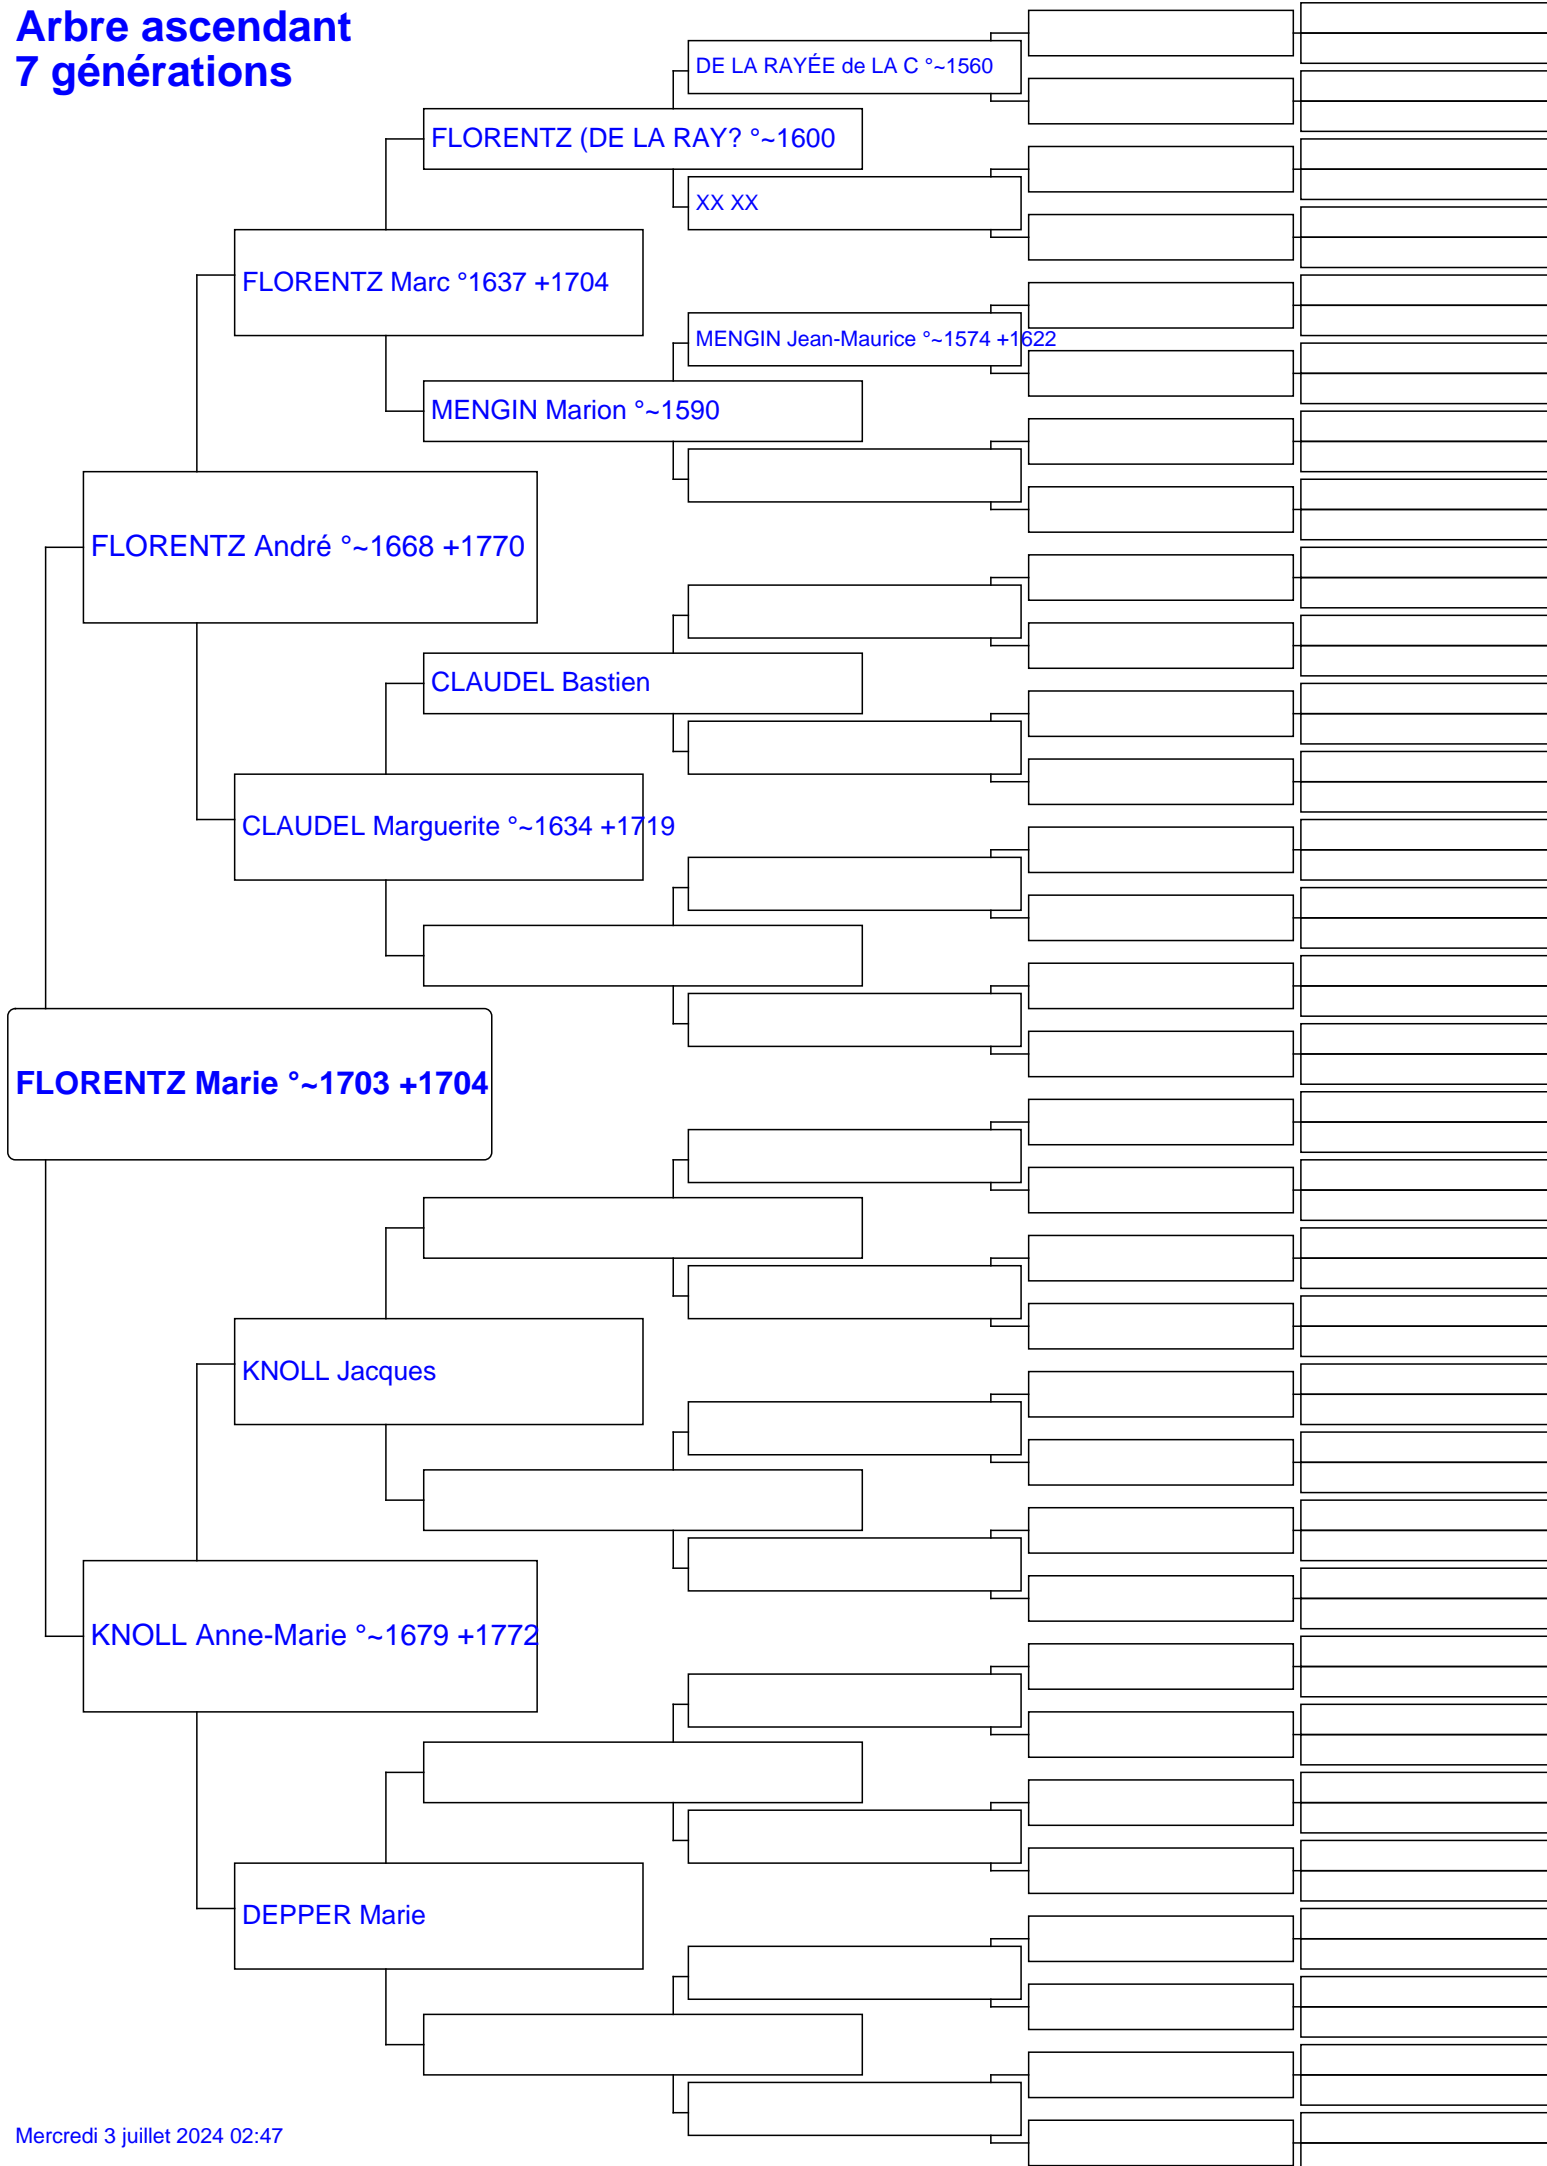 Arbre ascendant
7 générations
DE LA RAYÉE de LA C °~1560
FLORENTZ (DE LA RAY? °~1600
XX XX
FLORENTZ Marc °1637 +1704
MENGIN Jean-Maurice °~1574 +1622
MENGIN Marion °~1590
FLORENTZ André °~1668 +1770
CLAUDEL Bastien
CLAUDEL Marguerite °~1634 +1719
FLORENTZ Marie °~1703 +1704
KNOLL Jacques
KNOLL Anne-Marie °~1679 +1772
DEPPER Marie
Mercredi 3 juillet 2024 02:47